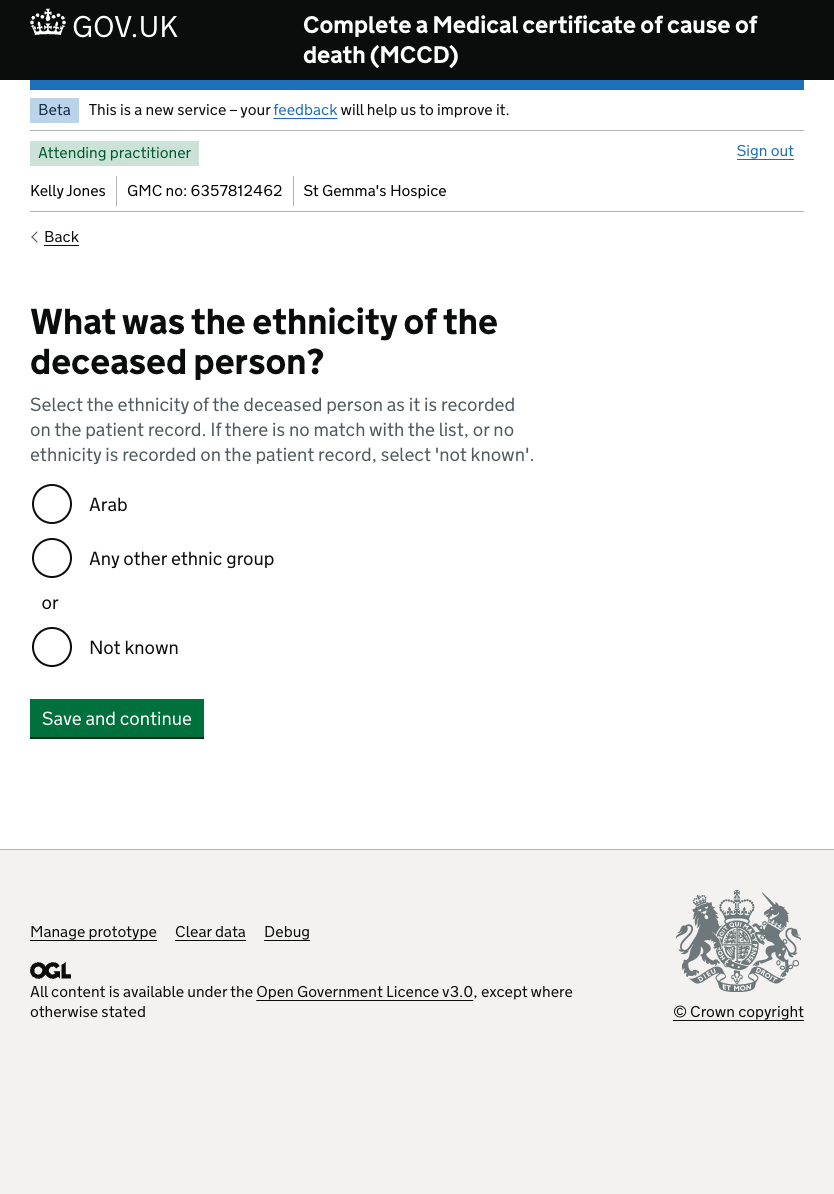 GOV.UK
Complete a Medical certificate of cause of
death (MCCD)
Beta This is a new service – your feedback will help us to improve it.
Attending practitioner
Sign out
Kelly Jones GMC no: 6357812462 St Gemma's Hospice
Back
What was the ethnicity of the
deceased person?
Select the ethnicity of the deceased person as it is recorded
on the patient record. If there is no match with the list, or no
ethnicity is recorded on the patient record, select 'not known'.
Arab
Any other ethnic group
or
Not known
Save and continue
Manage prototype Clear data Debug
OGL
All content is available under the Open Government Licence v3.0, except where
otherwise stated
DIEU ET MON DROIT
© Crown copyright